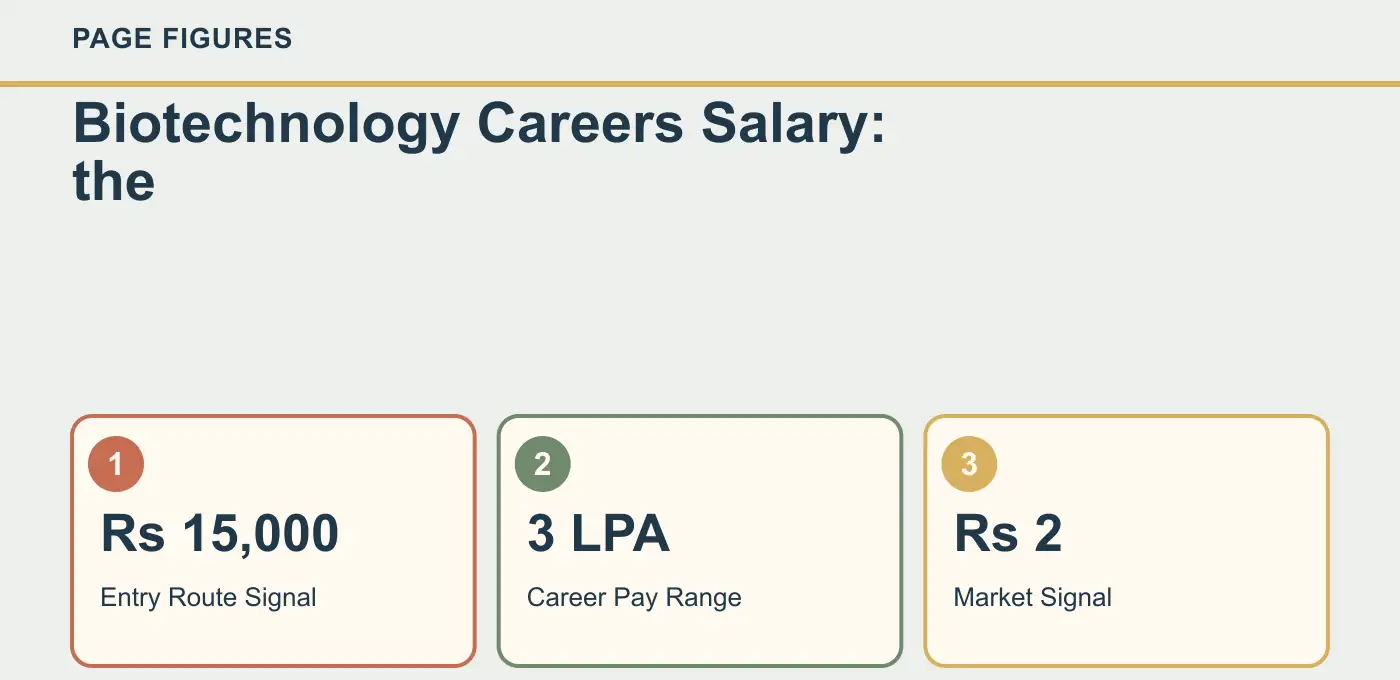 PAGE FIGURES
Biotechnology Careers Salary:
the
1
Rs 15,000
Entry Route Signal
2
3 LPA
Career Pay Range
3
Rs 2
Market Signal